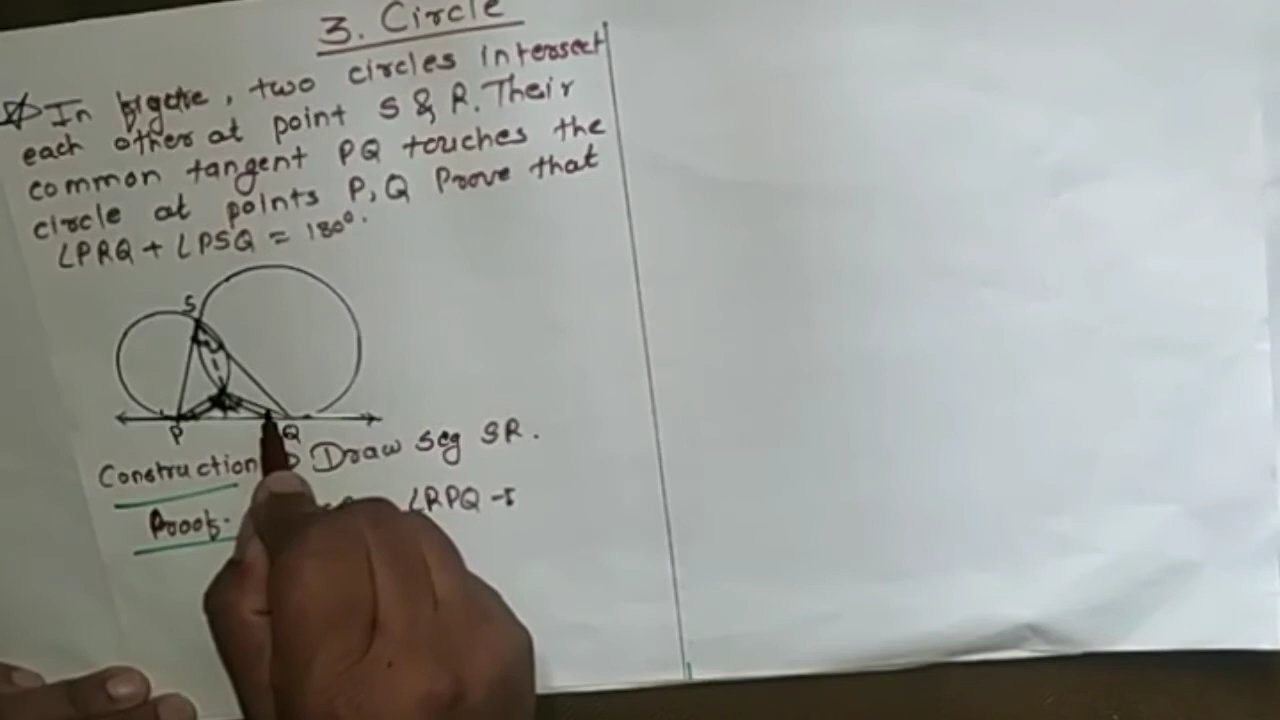 3. Circle
In figure, two circles intersect
each other at point S & R. Their
common tangent PQ touches the
circle at points P, Q Prove that
∠PRQ + ∠PSQ = 180°.
S
P
Q
Construction Draw seg SR.
Proof:- ∠RPQ -I